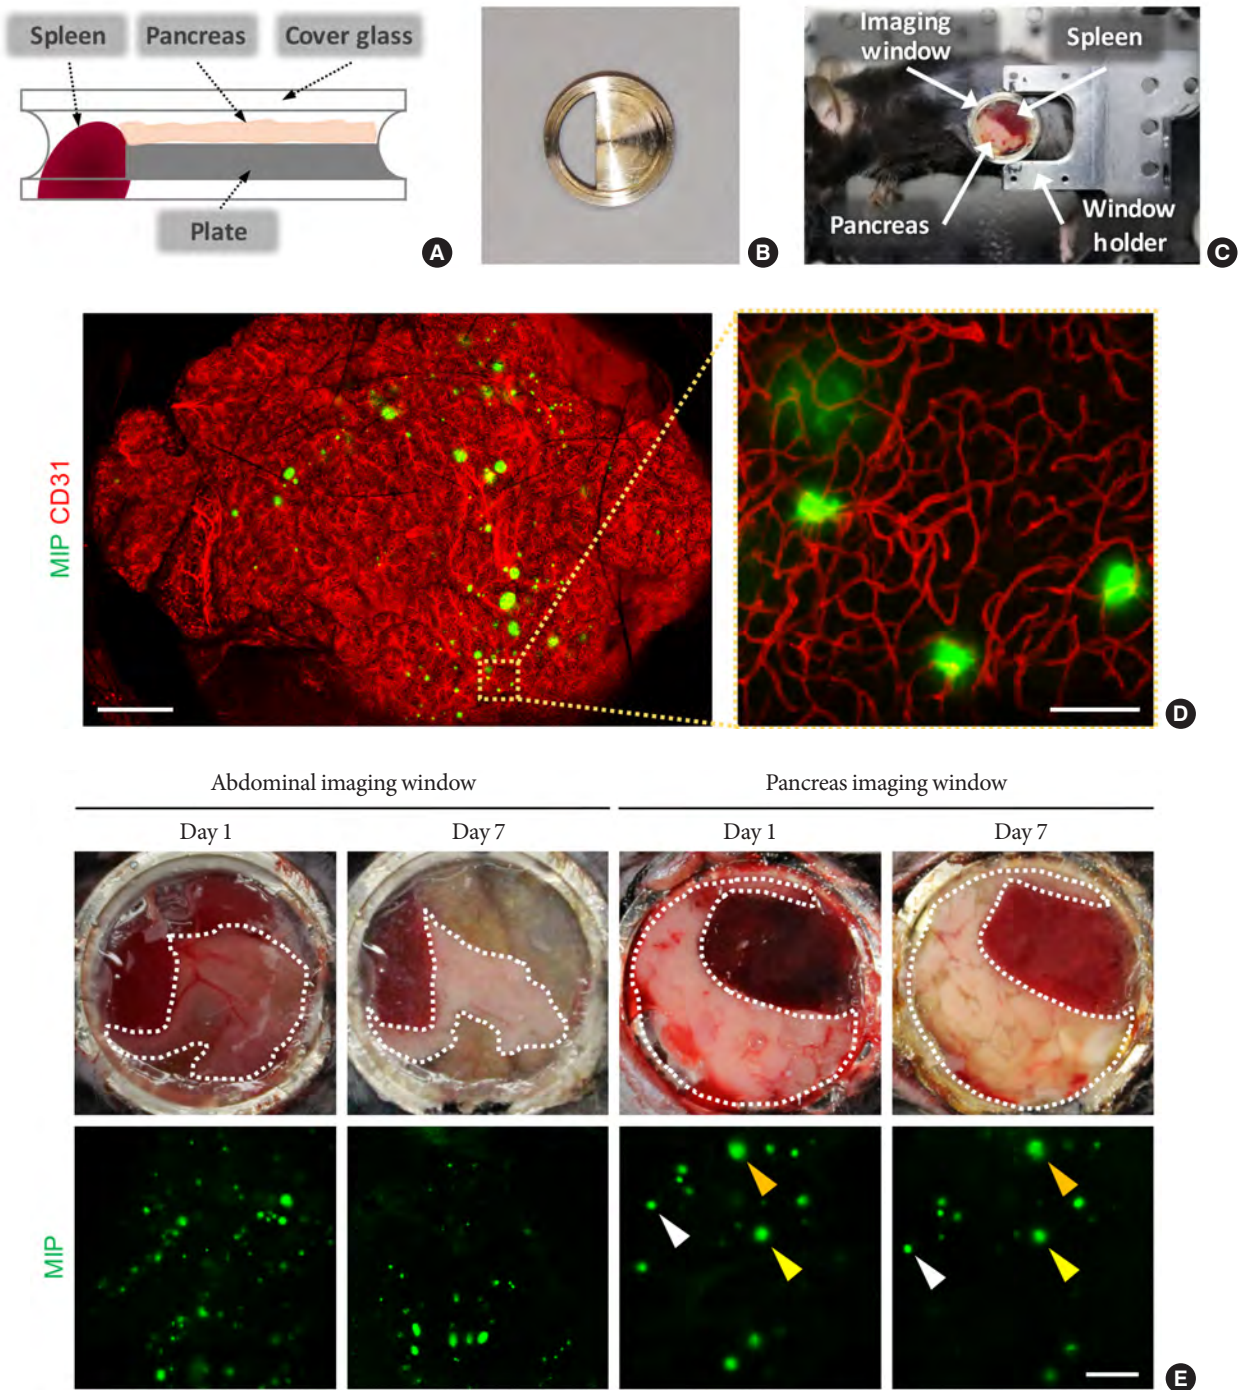 Spleen Pancreas Cover glass
Plate
A
B
Imaging
window
Spleen
Pancreas
Window
holder
C
MIP CD31
D
Abdominal imaging window
Pancreas imaging window
Day 1
Day 7
Day 1
Day 7
MIP
E